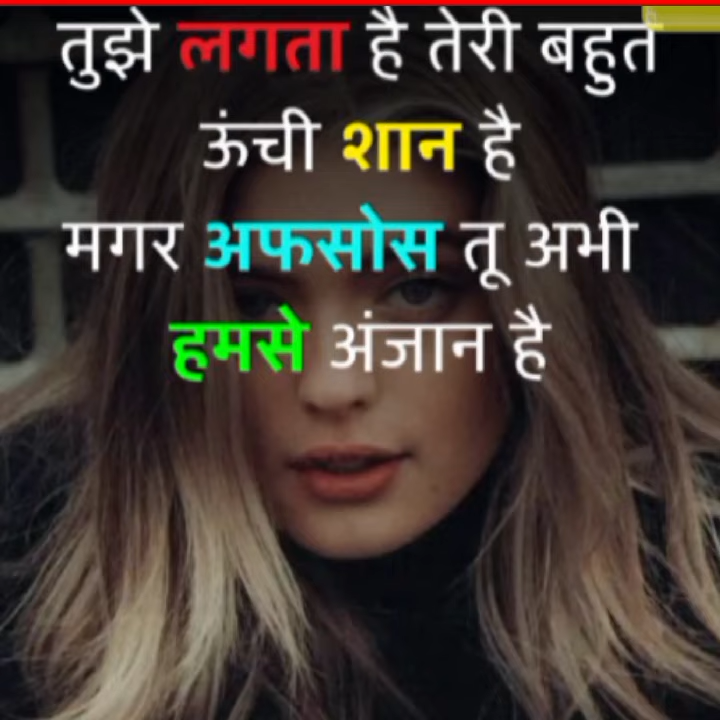 तुझे लगता है तेरी बहुत
ऊंची शान है
मगर अफसोस तू अभी
हमसे अंजान है